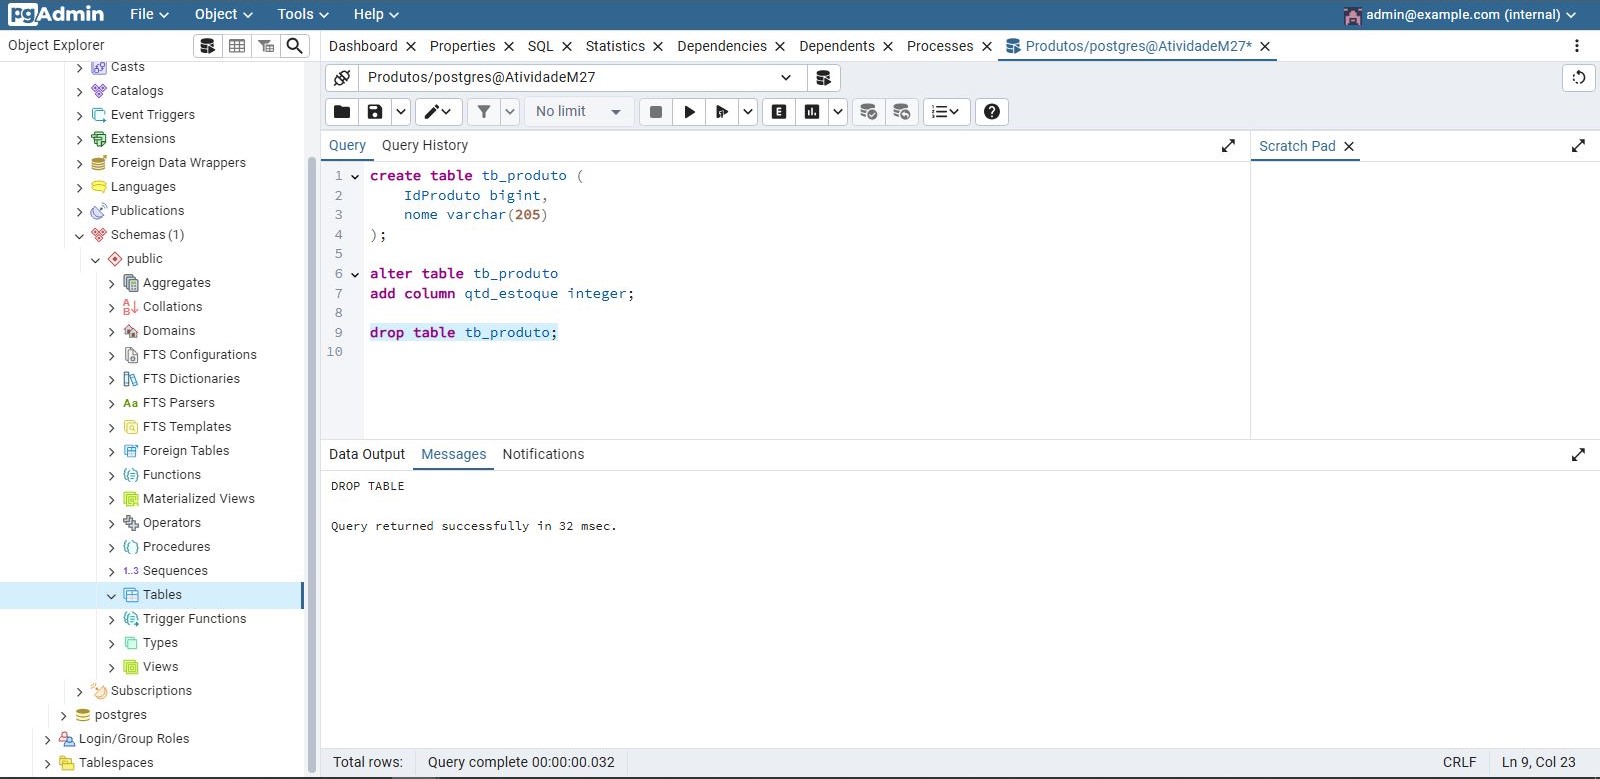 pgAdmin File Object Tools Help admin@example.com (internal)
Object Explorer
Dashboard Properties SQL Statistics Dependencies Dependents Processes Produtos/postgres@AtividadeM27*
Produtos/postgres@AtividadeM27
No limit
E
Casts
Catalogs
Event Triggers
Extensions
Foreign Data Wrappers
Languages
Publications
Schemas (1)
public
Aggregates
Collations
Domains
FTS Configurations
FTS Dictionaries
Aa FTS Parsers
FTS Templates
Foreign Tables
Functions
Materialized Views
Operators
Procedures
1..3 Sequences
Tables
Trigger Functions
Types
Views
Subscriptions
postgres
Login/Group Roles
Tablespaces
Query Query History
Scratch Pad
1 create table tb_produto (
2 IdProduto bigint,
3 nome varchar(205)
4 );
5
6 alter table tb_produto
7 add column qtd_estoque integer;
8
9 drop table tb_produto;
10
Data Output Messages Notifications
DROP TABLE
Query returned successfully in 32 msec.
Total rows: Query complete 00:00:00.032 CRLF Ln 9, Col 23